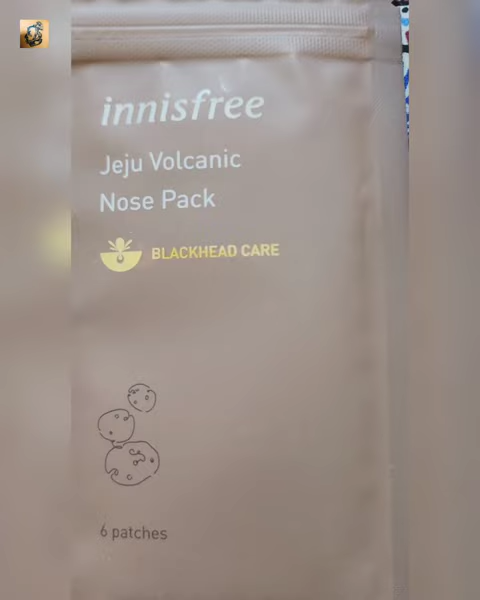 innisfree
Jeju Volcanic
Nose Pack
BLACKHEAD CARE
6 patches